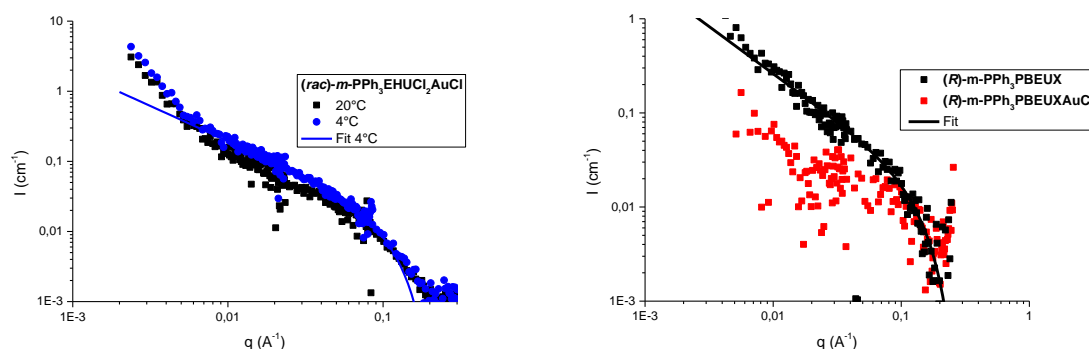 10
1
0,1
0,01
1E-3
1E-3
0,01
0,1
I (cm⁻¹)
q (A⁻¹)
(rac)-m-PPh₃EHUCl₂AuCl
20°C
4°C
Fit 4°C
1
0,1
0,01
1E-3
1E-3
0,01
0,1
1
I (cm⁻¹)
q (A⁻¹)
(R)-m-PPh₃PBEUX
(R)-m-PPh₃PBEUXAuC
Fit